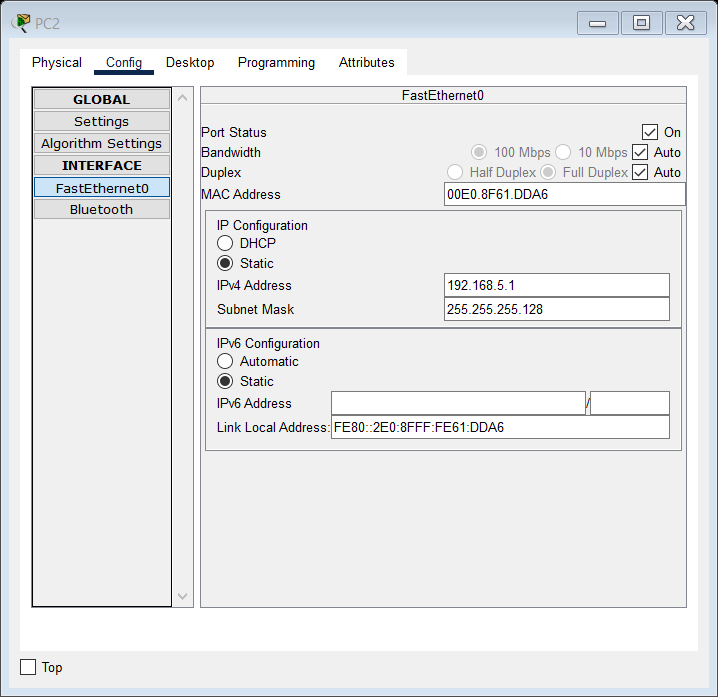 PC2
Physical Config Desktop Programming Attributes
GLOBAL
Settings
Algorithm Settings
INTERFACE
FastEthernet0
Bluetooth
FastEthernet0
Port Status On
Bandwidth 100 Mbps 10 Mbps Auto
Duplex Half Duplex Full Duplex Auto
MAC Address 00E0.8F61.DDA6
IP Configuration
DHCP
Static
IPv4 Address 192.168.5.1
Subnet Mask 255.255.255.128
IPv6 Configuration
Automatic
Static
IPv6 Address /
Link Local Address: FE80::2E0:8FFF:FE61:DDA6
Top